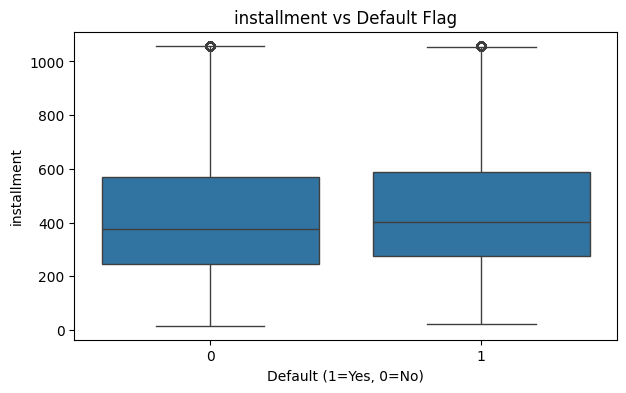 installment vs Default Flag
1000
800
600
400
200
0
installment
0 1
Default (1=Yes, 0=No)